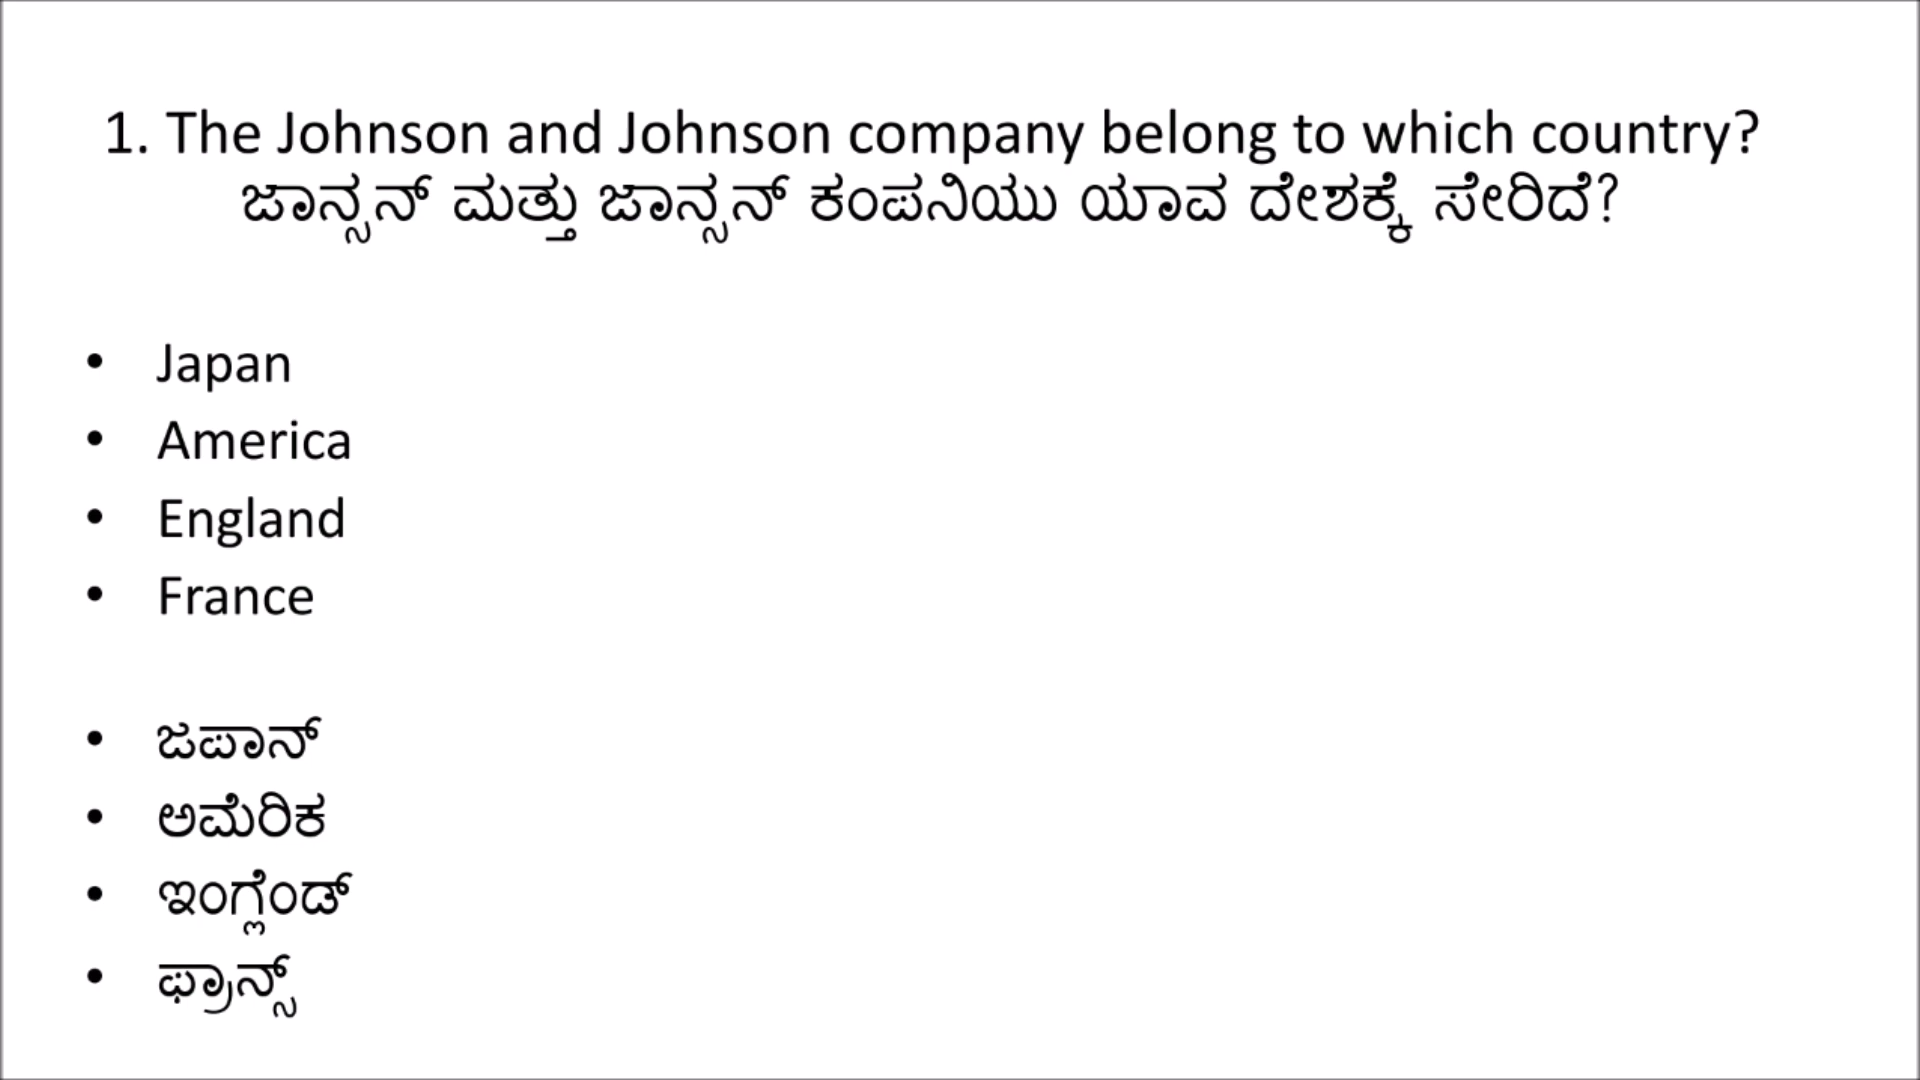 1. The Johnson and Johnson company belong to which country?
ಜಾನ್ಸನ್ ಮತ್ತು ಜಾನ್ಸನ್ ಕಂಪನಿಯು ಯಾವ ದೇಶಕ್ಕೆ ಸೇರಿದೆ?
• Japan
• America
• England
• France
• ಜಪಾನ್
• ಅಮೆರಿಕ
• ಇಂಗ್ಲೆಂಡ್
• ಫ್ರಾನ್ಸ್